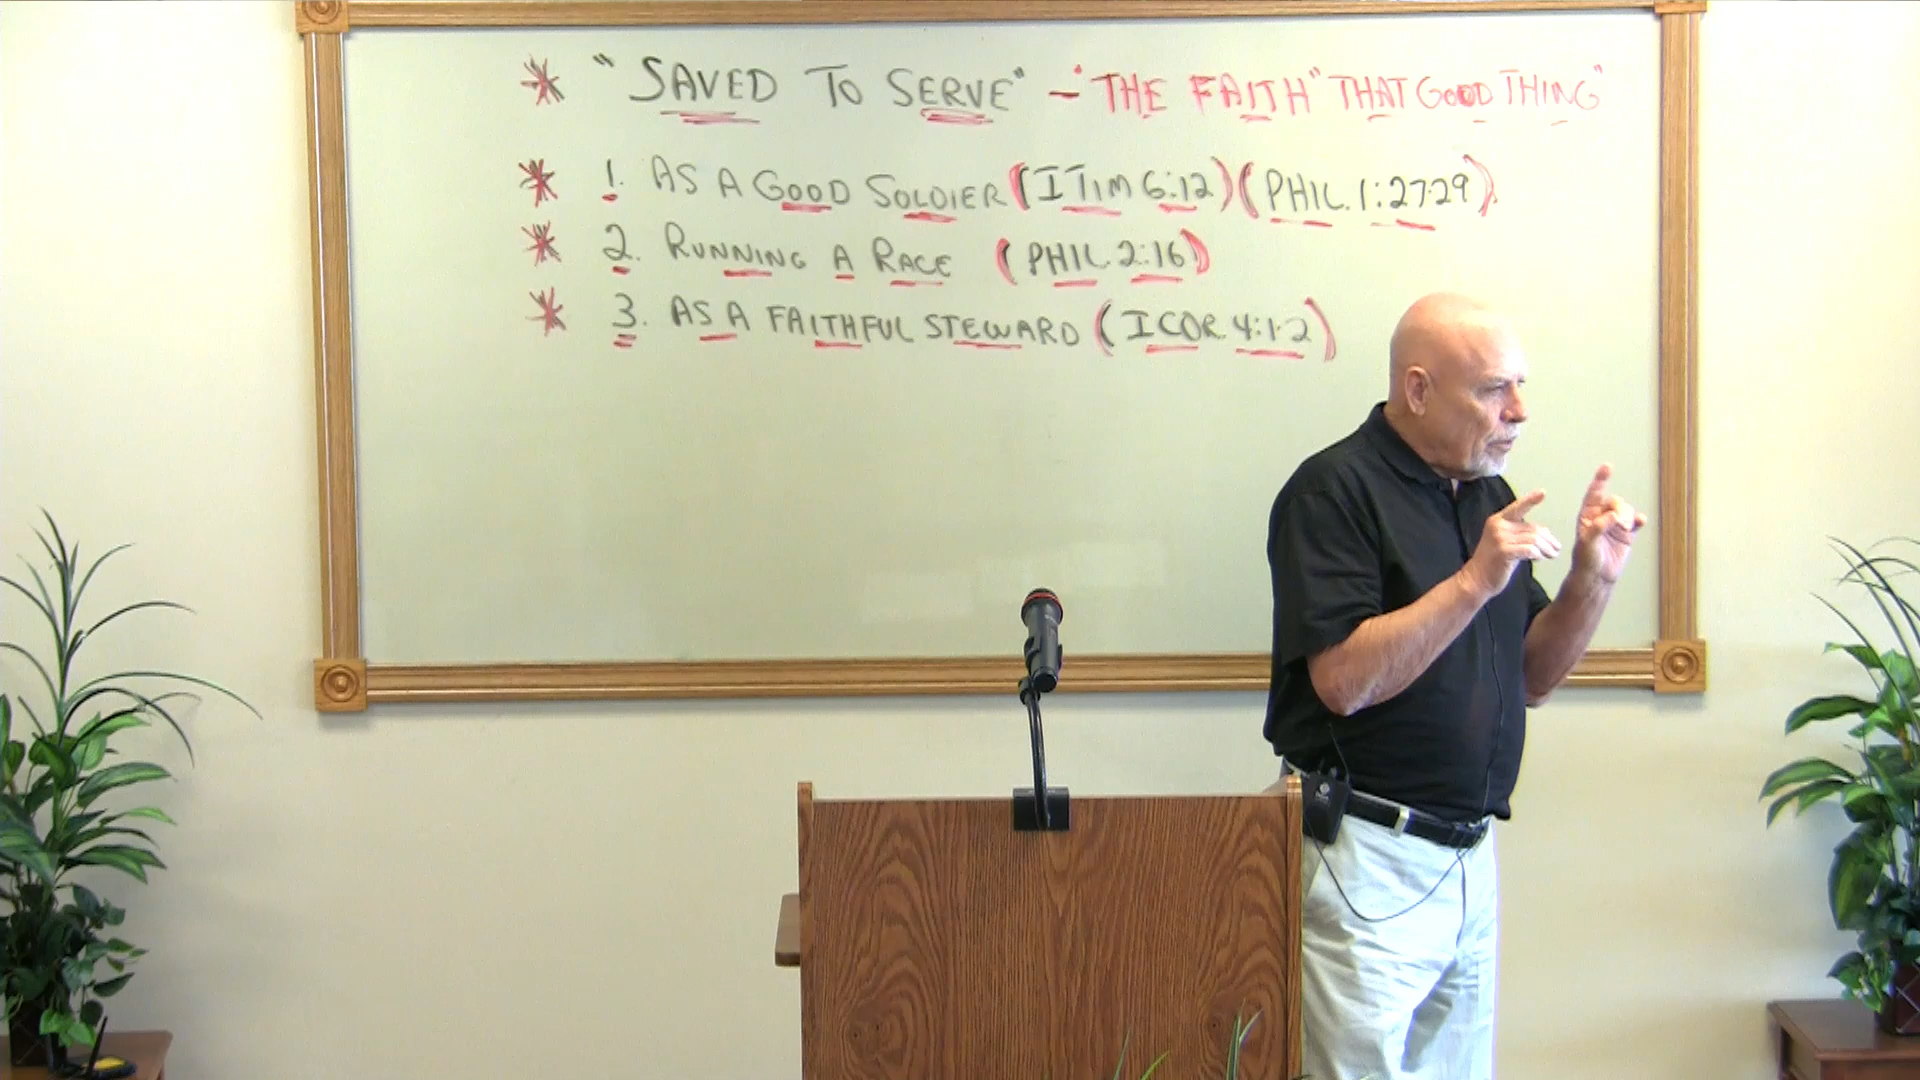 * "SAVED TO SERVE" - "THE FAITH" THAT GOOD THING"
* 1. AS A GOOD SOLDIER (I TIM 6:12) (PHIL. 1:27-29)
* 2. RUNNING A RACE (PHIL 2:16)
* 3. AS A FAITHFUL STEWARD (I COR. 4:1-2)